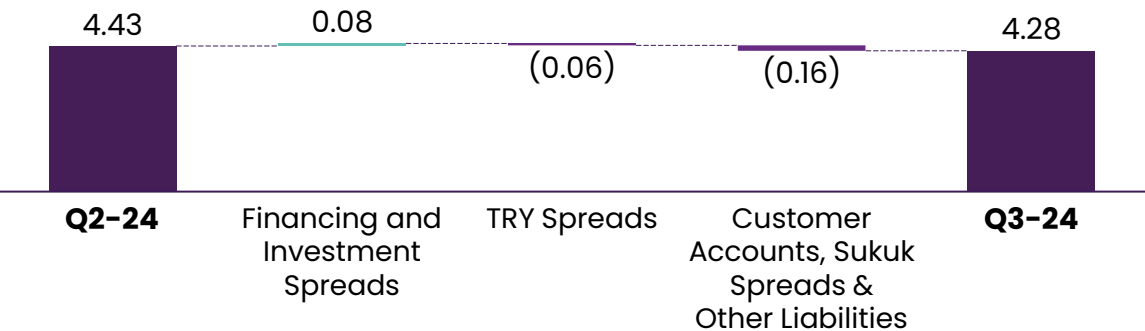 4.43
0.08
(0.06)
(0.16)
4.28
Q2-24
Financing and
Investment
Spreads
TRY Spreads
Customer
Accounts, Sukuk
Spreads &
Other Liabilities
Q3-24